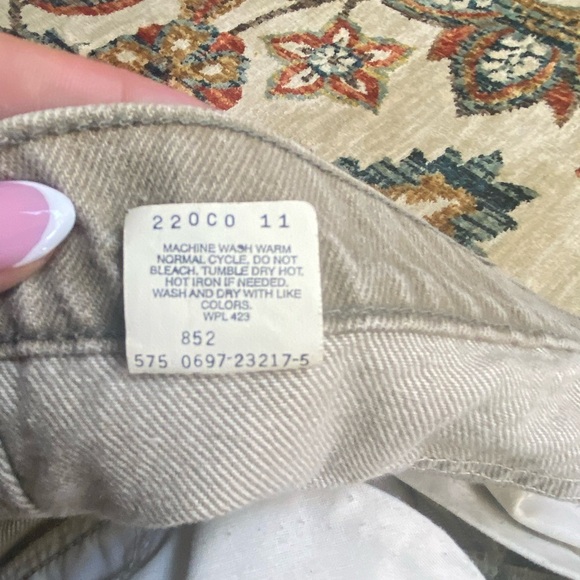 220C0 11
MACHINE WASH WARM
NORMAL CYCLE, DO NOT
BLEACH, TUMBLE DRY HOT,
HOT IRON IF NEEDED.
WASH AND DRY WITH LIKE
COLORS.
WPL 423
852
575 0697-23217-5